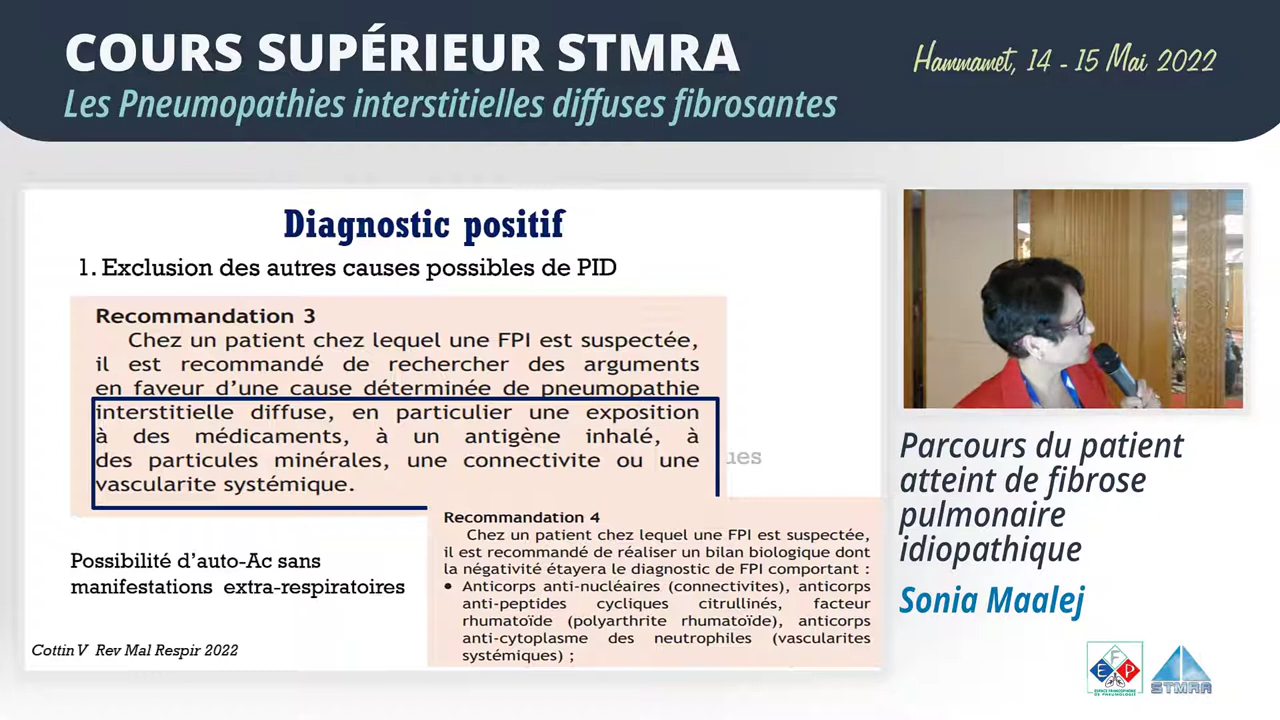 COURS SUPÉRIEUR STMRA
Hammamet, 14 - 15 Mai 2022
Les Pneumopathies interstitielles diffuses fibrosantes
Diagnostic positif
1. Exclusion des autres causes possibles de PID
Recommandation 3
Chez un patient chez lequel une FPI est suspectée,
il est recommandé de rechercher des arguments
en faveur d'une cause déterminée de pneumopathie
interstitielle diffuse, en particulier une exposition
à des médicaments, à un antigène inhalé, à
des particules minérales, une connectivite ou une
vascularite systémique.
ues
Recommandation 4
Chez un patient chez lequel une FPI est suspectée,
il est recommandé de réaliser un bilan biologique dont
la négativité étayera le diagnostic de FPI comportant :
• Anticorps anti-nucléaires (connectivites), anticorps
anti-peptides cycliques citrullinés, facteur
rhumatoïde (polyarthrite rhumatoïde), anticorps
anti-cytoplasme des neutrophiles (vascularites
systémiques) ;
Possibilité d'auto-Ac sans
manifestations extra-respiratoires
Cottin V Rev Mal Respir 2022
Parcours du patient
atteint de fibrose
pulmonaire
idiopathique
Sonia Maalej
E F P
ESPACE FRANCOPHONE
DE PNEUMOLOGIE
STMRA